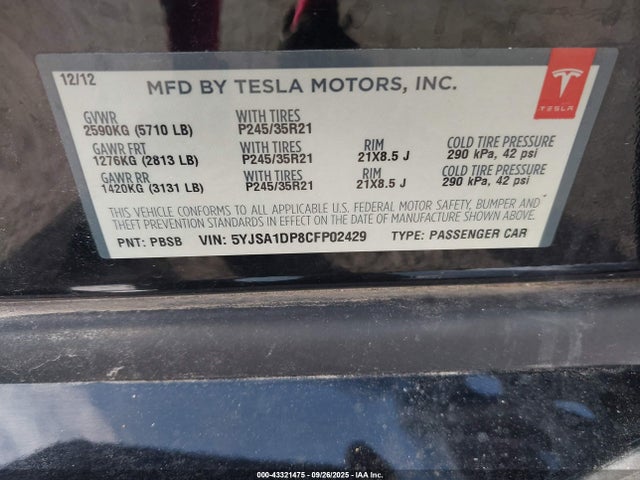 12/12 MFD BY TESLA MOTORS, INC.
TESLA
GVWR WITH TIRES
2590KG (5710 LB) P245/35R21
GAWR FRT WITH TIRES RIM COLD TIRE PRESSURE
1276KG (2813 LB) P245/35R21 21X8.5 J 290 kPa, 42 psi
GAWR RR WITH TIRES RIM COLD TIRE PRESSURE
1420KG (3131 LB) P245/35R21 21X8.5 J 290 kPa, 42 psi
THIS VEHICLE CONFORMS TO ALL APPLICABLE U.S. FEDERAL MOTOR SAFETY, BUMPER AND
THEFT PREVENTION STANDARDS IN EFFECT ON THE DATE OF MANUFACTURE SHOWN ABOVE.
PNT: PBSB VIN: 5YJSA1DP8CFP02429 TYPE: PASSENGER CAR
000-43321475 - 09/26/2025 - IAA Inc.